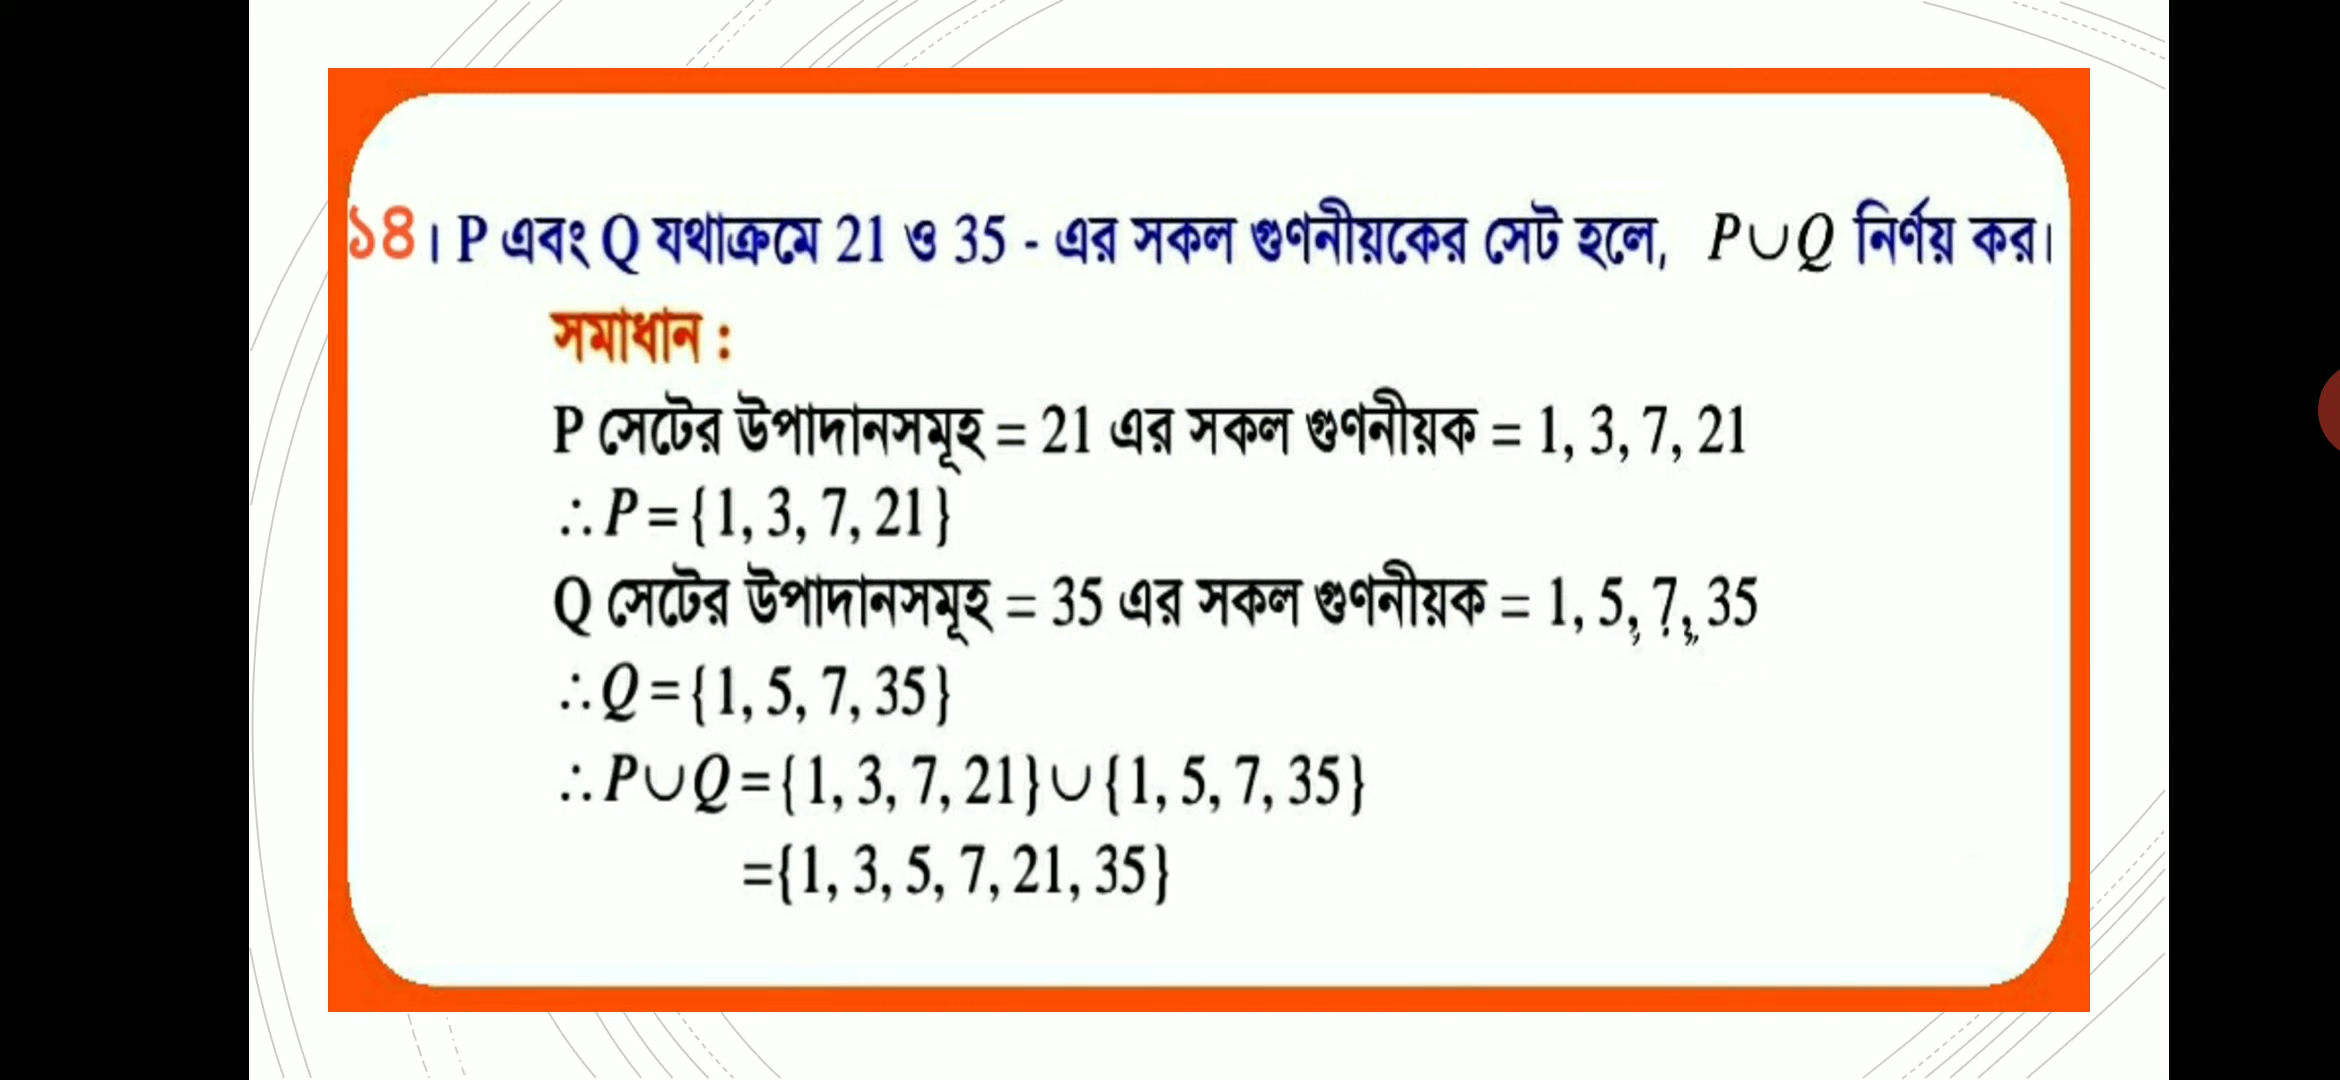 ১৪। P এবং Q যথাক্রমে 21 ও 35 - এর সকল গুণনীয়কের সেট হলে, P∪Q নির্ণয় কর।
সমাধান :
P সেটের উপাদানসমূহ = 21 এর সকল গুণনীয়ক = 1, 3, 7, 21
∴ P = {1, 3, 7, 21}
Q সেটের উপাদানসমূহ = 35 এর সকল গুণনীয়ক = 1, 5, 7, 35
∴ Q = {1, 5, 7, 35}
∴ P∪Q = {1, 3, 7, 21}∪{1, 5, 7, 35}
={1, 3, 5, 7, 21, 35}